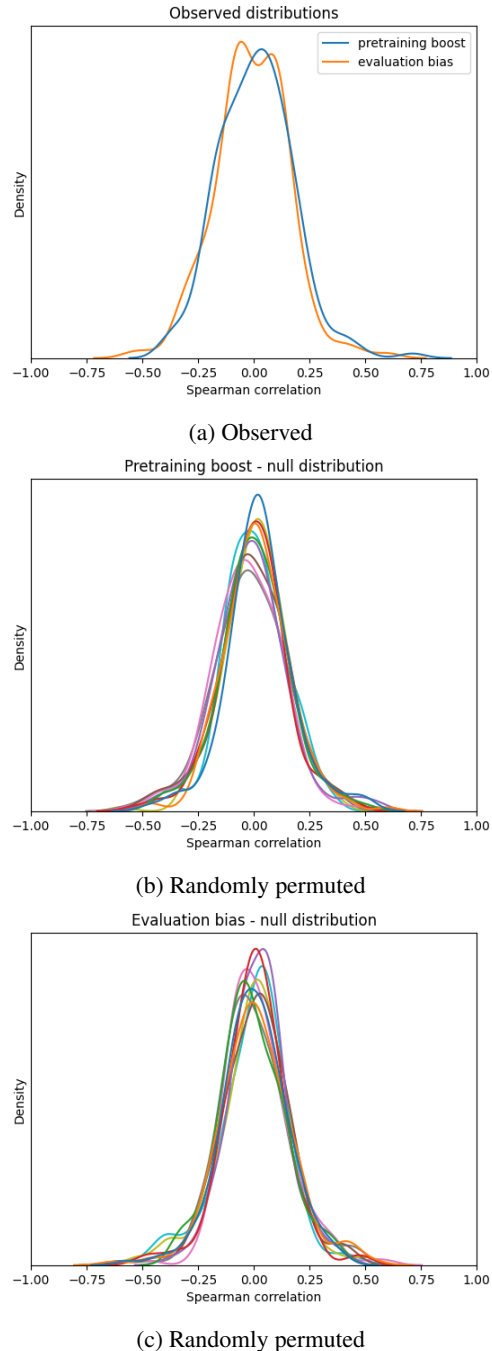 Observed distributions
pretraining boost
evaluation bias
Density
−1.00 −0.75 −0.50 −0.25 0.00 0.25 0.50 0.75 1.00
Spearman correlation
(a) Observed
Pretraining boost - null distribution
Density
−1.00 −0.75 −0.50 −0.25 0.00 0.25 0.50 0.75 1.00
Spearman correlation
(b) Randomly permuted
Evaluation bias - null distribution
Density
−1.00 −0.75 −0.50 −0.25 0.00 0.25 0.50 0.75 1.00
Spearman correlation
(c) Randomly permuted